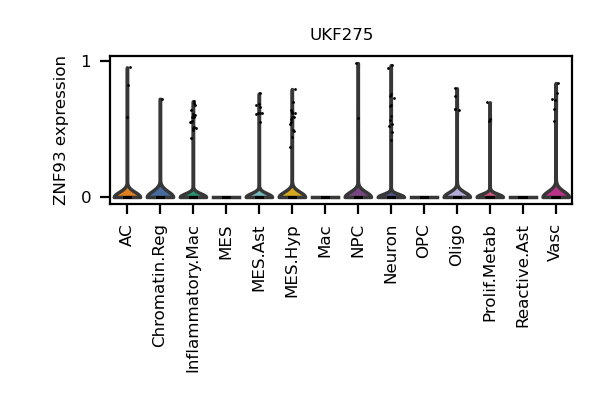 UKF275
ZNF93 expression
1
0
AC
Chromatin.Reg
Inflammatory.Mac
MES
MES.Ast
MES.Hyp
Mac
NPC
Neuron
OPC
Oligo
Prolif.Metab
Reactive.Ast
Vasc